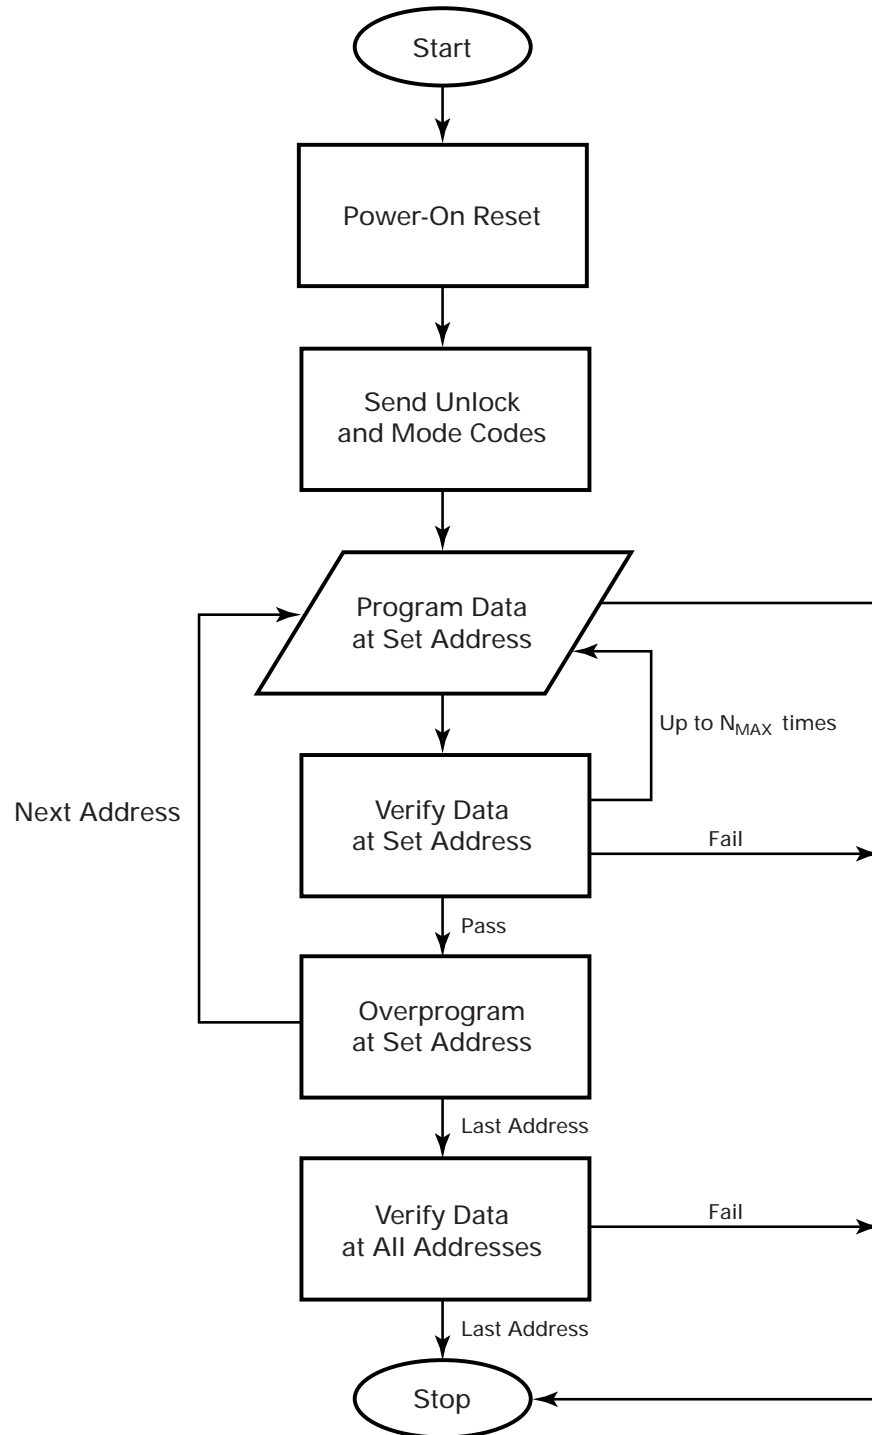 Start
Power-On Reset
Send Unlock
and Mode Codes
Program Data
at Set Address
Up to NMAX times
Next Address
Verify Data
at Set Address
Fail
Pass
Overprogram
at Set Address
Last Address
Verify Data
at All Addresses
Fail
Last Address
Stop